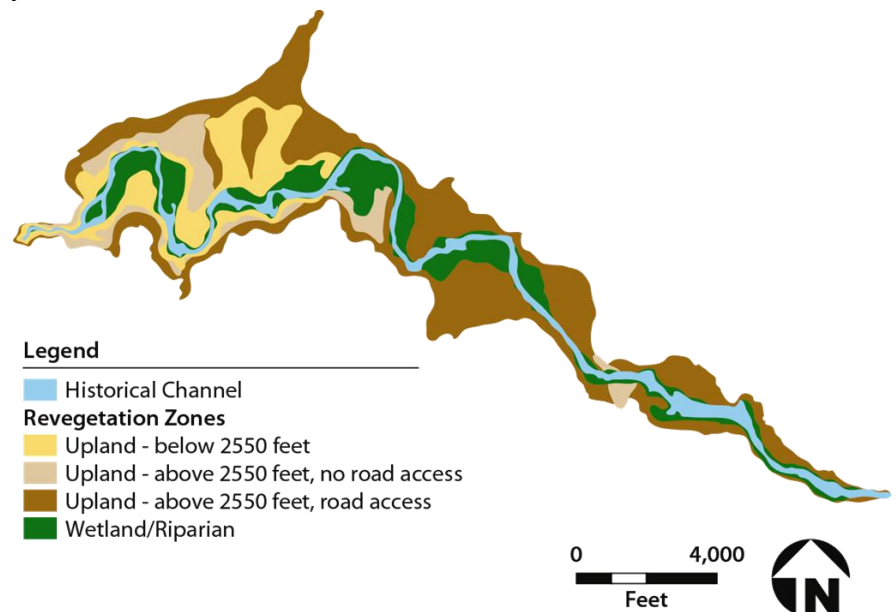 Legend
Historical Channel
Revegetation Zones
Upland - below 2550 feet
Upland - above 2550 feet, no road access
Upland - above 2550 feet, road access
Wetland/Riparian
0 4,000
Feet
N